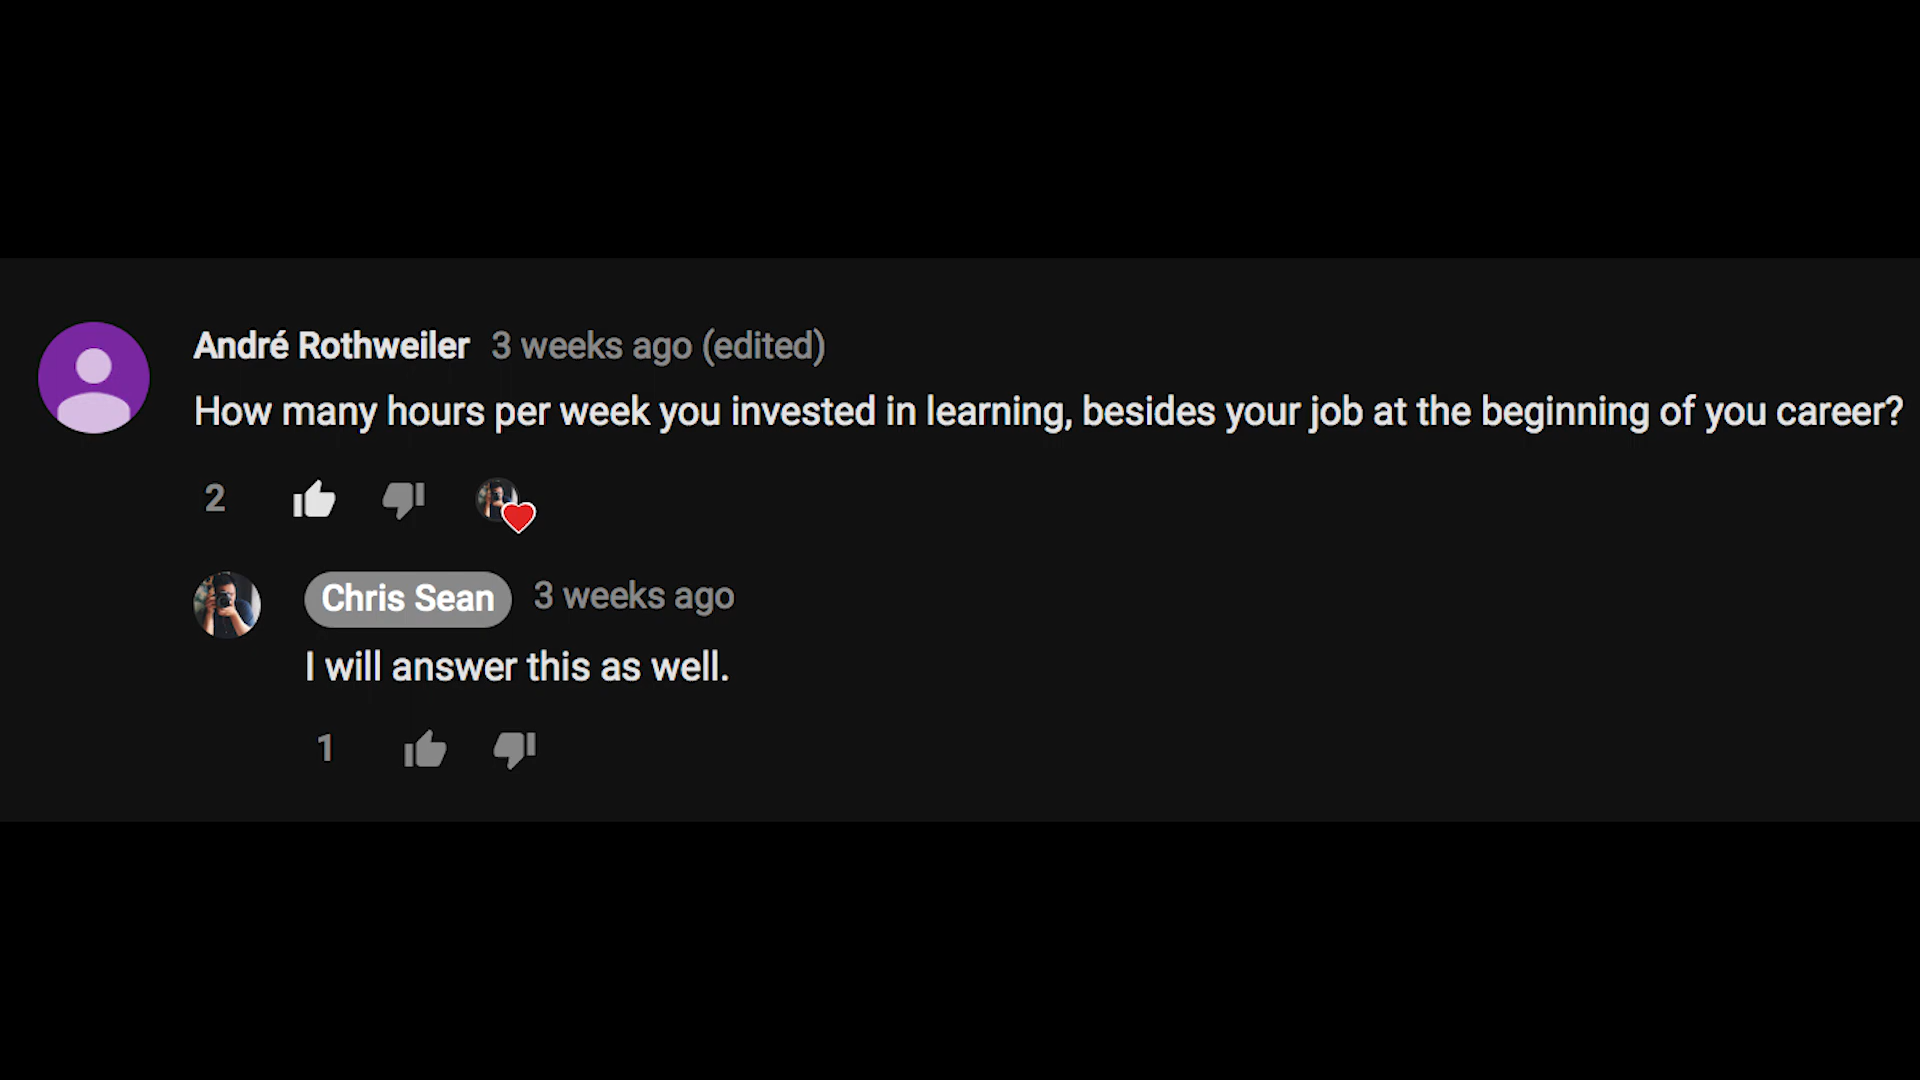 André Rothweiler 3 weeks ago (edited)
How many hours per week you invested in learning, besides your job at the beginning of you career?
2
Chris Sean 3 weeks ago
I will answer this as well.
1